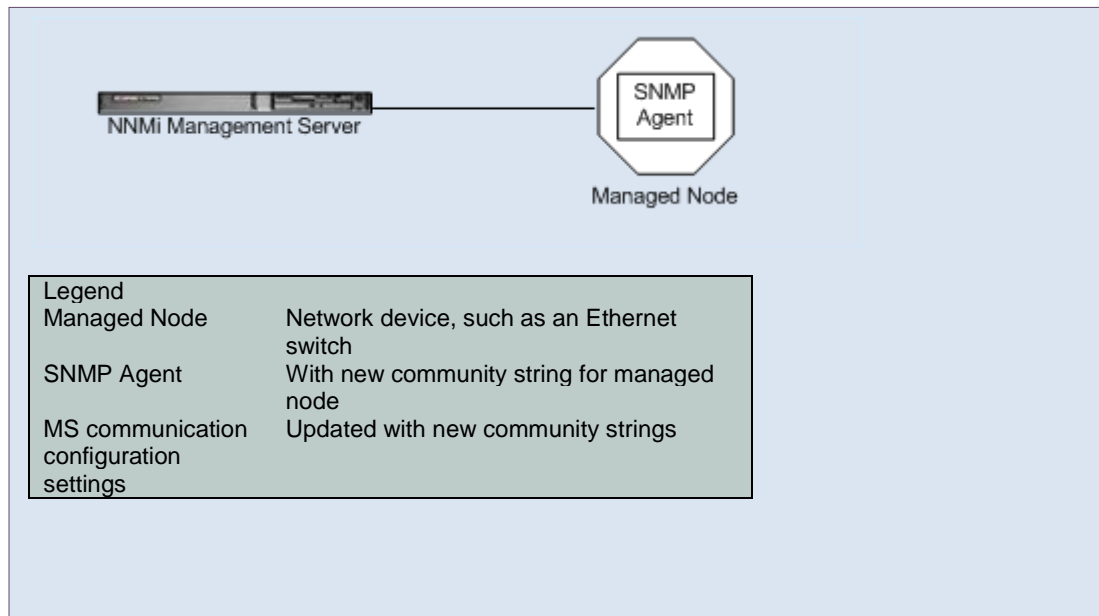 SNMP
Agent
NNMi Management Server
Managed Node
Legend
Managed Node Network device, such as an Ethernet
switch
SNMP Agent With new community string for managed
node
MS communication Updated with new community strings
configuration
settings